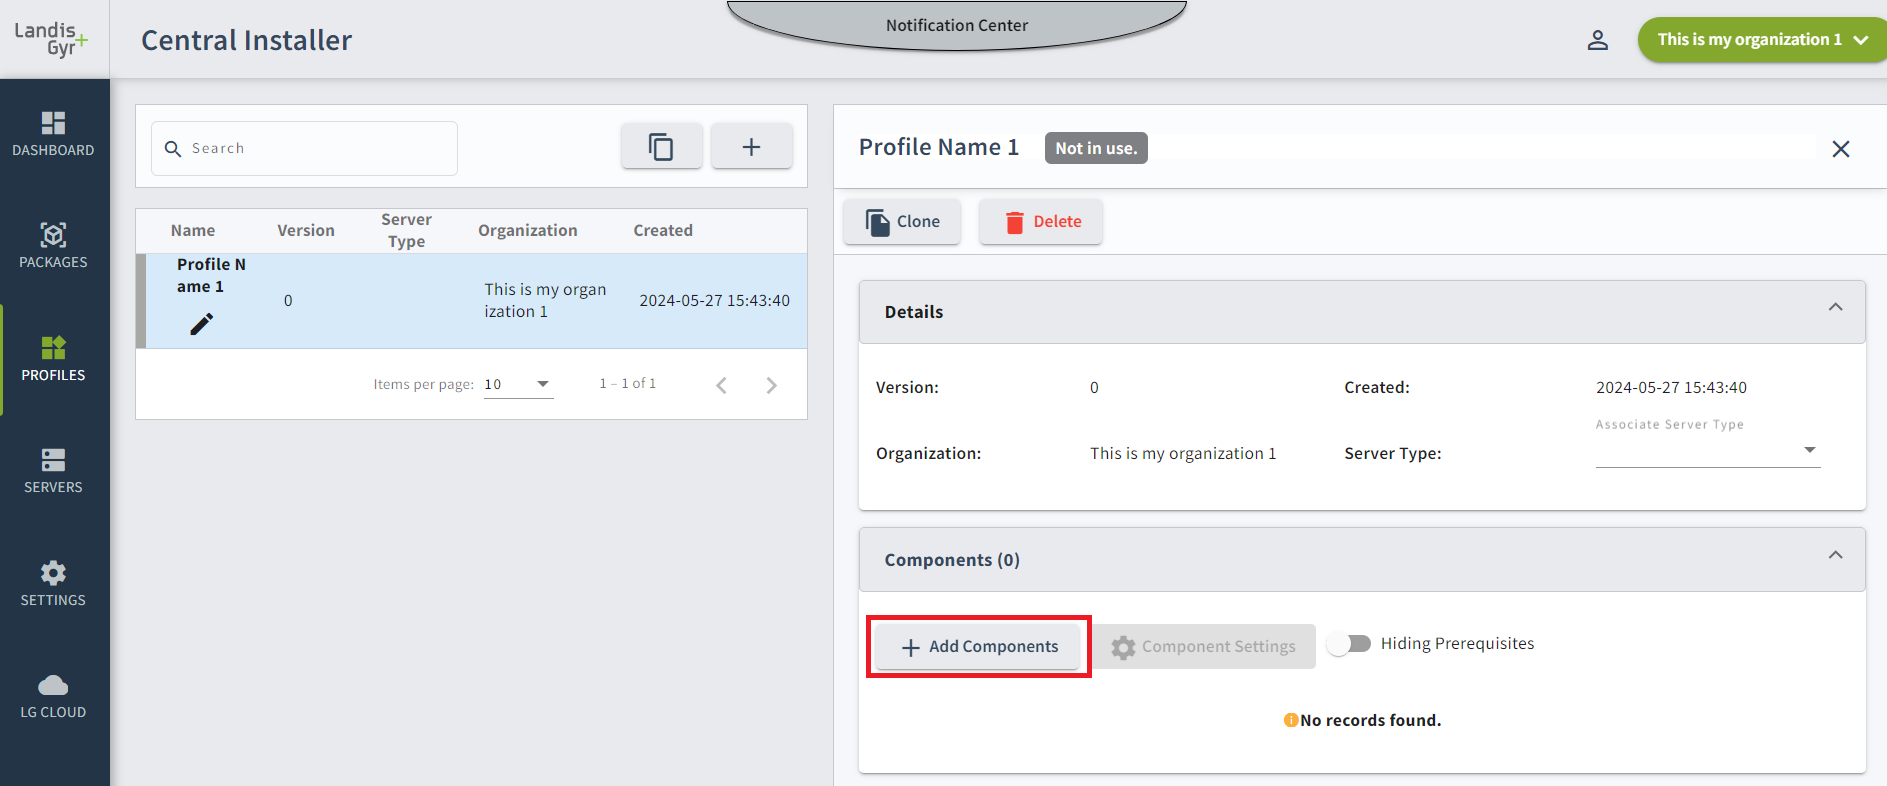 Landis+
Gyr
Central Installer
Notification Center
This is my organization 1
DASHBOARD
PACKAGES
PROFILES
SERVERS
SETTINGS
LG CLOUD
Search
Name
Version
Server
Type
Organization
Created
Profile N
ame 1
0
This is my organ
ization 1
2024-05-27 15:43:40
Items per page: 10
1 – 1 of 1
Profile Name 1
Not in use.
Clone
Delete
Details
Version:
0
Created:
2024-05-27 15:43:40
Organization:
This is my organization 1
Server Type:
Associate Server Type
Components (0)
Add Components
Component Settings
Hiding Prerequisites
No records found.